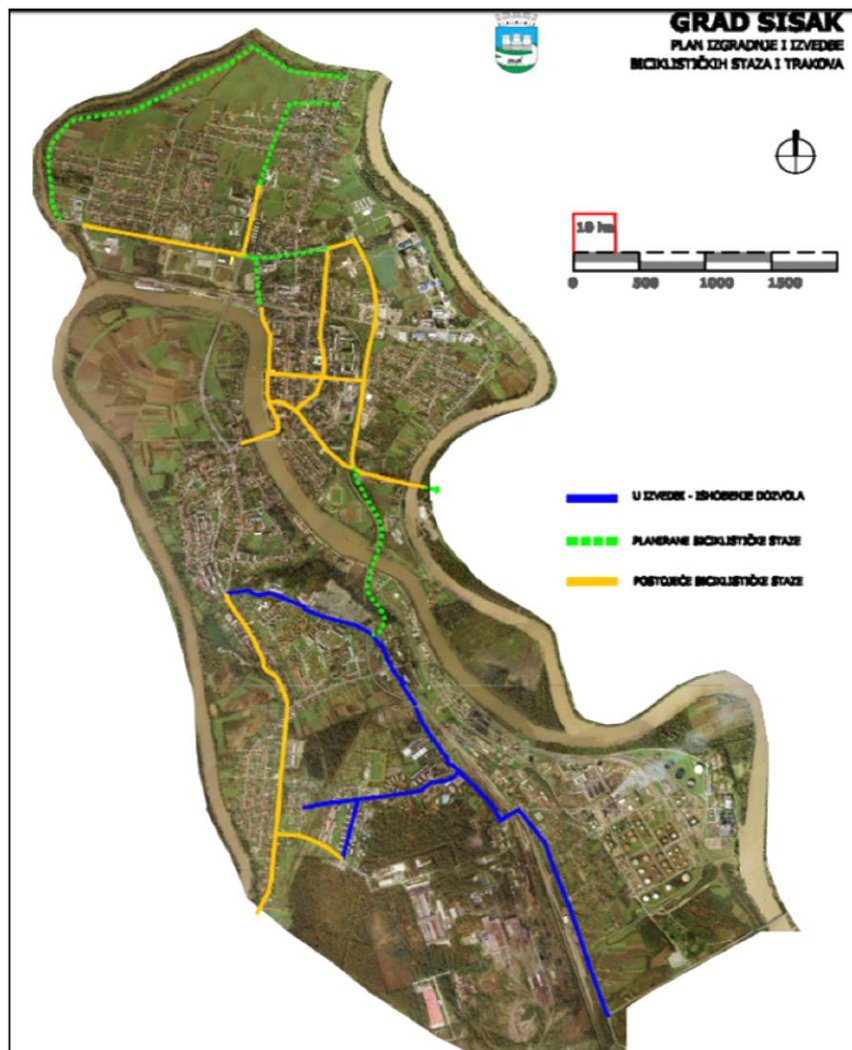 GRAD SISAK
PLAN IZGRADNJE I IZVEDBE
BICIKLISTIČKIH STAZA I TRAKOVA
0 500 1000 1500
U IZVEDBI - ISHOĐENJE DOZVOLA
PLANIRANE BICIKLISTIČKE STAZE
POSTOJEĆE BICIKLISTIČKE STAZE